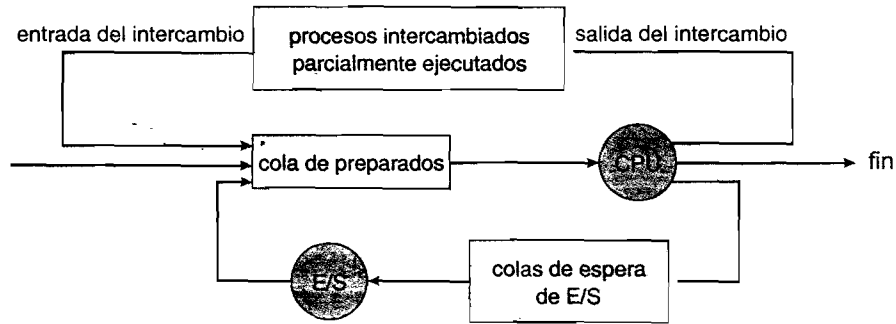 entrada del intercambio
procesos intercambiados
parcialmente ejecutados
salida del intercambio
cola de preparados
CPU
fin
E/S
colas de espera
de E/S